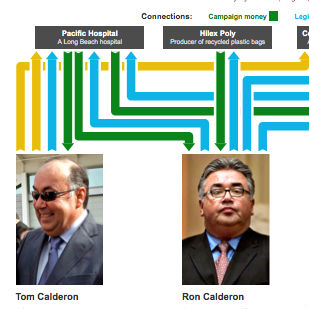 Connections: Campaign money
Pacific Hospital
A Long Beach hospital
Hilex Poly
Producer of recycled plastic bags
Tom Calderon
Ron Calderon